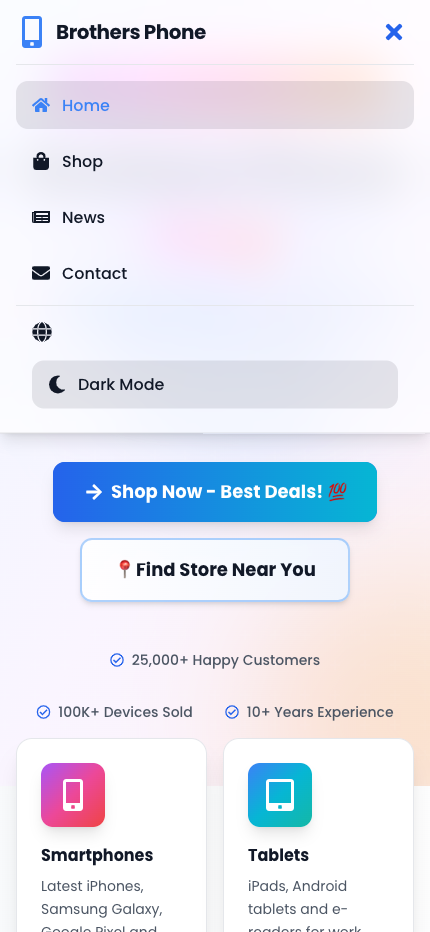 Brothers Phone
Home
Shop
News
Contact
Dark Mode
Shop Now - Best Deals! 💯
📍Find Store Near You
25,000+ Happy Customers
100K+ Devices Sold
10+ Years Experience
Smartphones
Latest iPhones,
Samsung Galaxy,
Google Pixel and
Tablets
iPads, Android
tablets and e-
readers for work